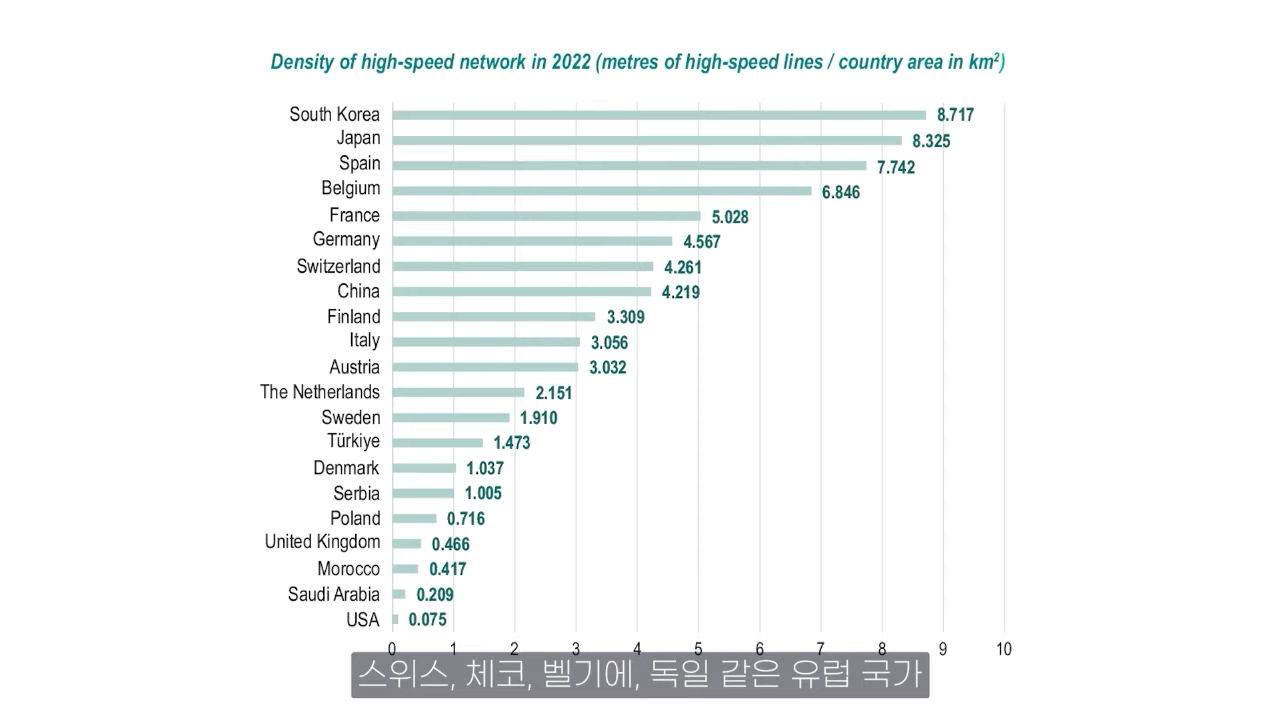 Density of high-speed network in 2022 (metres of high-speed lines / country area in km²)
South Korea 8.717
Japan 8.325
Spain 7.742
Belgium 6.846
France 5.028
Germany 4.567
Switzerland 4.261
China 4.219
Finland 3.309
Italy 3.056
Austria 3.032
The Netherlands 2.151
Sweden 1.910
Türkiye 1.473
Denmark 1.037
Serbia 1.005
Poland 0.716
United Kingdom 0.466
Morocco 0.417
Saudi Arabia 0.209
USA 0.075
0 1 2 3 4 5 6 7 8 9 10
스위스, 체코, 벨기에, 독일 같은 유럽 국가